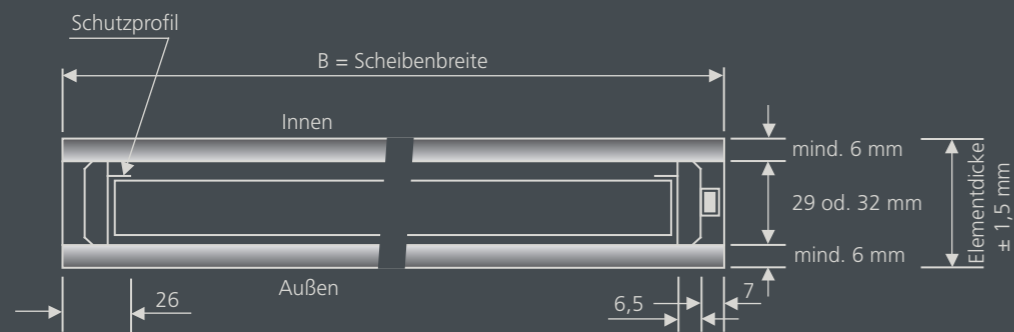 Schutzprofil
B = Scheibenbreite
Innen
mind. 6 mm
29 od. 32 mm
mind. 6 mm
Elementdicke
± 1,5 mm
Außen
26
6,5
7